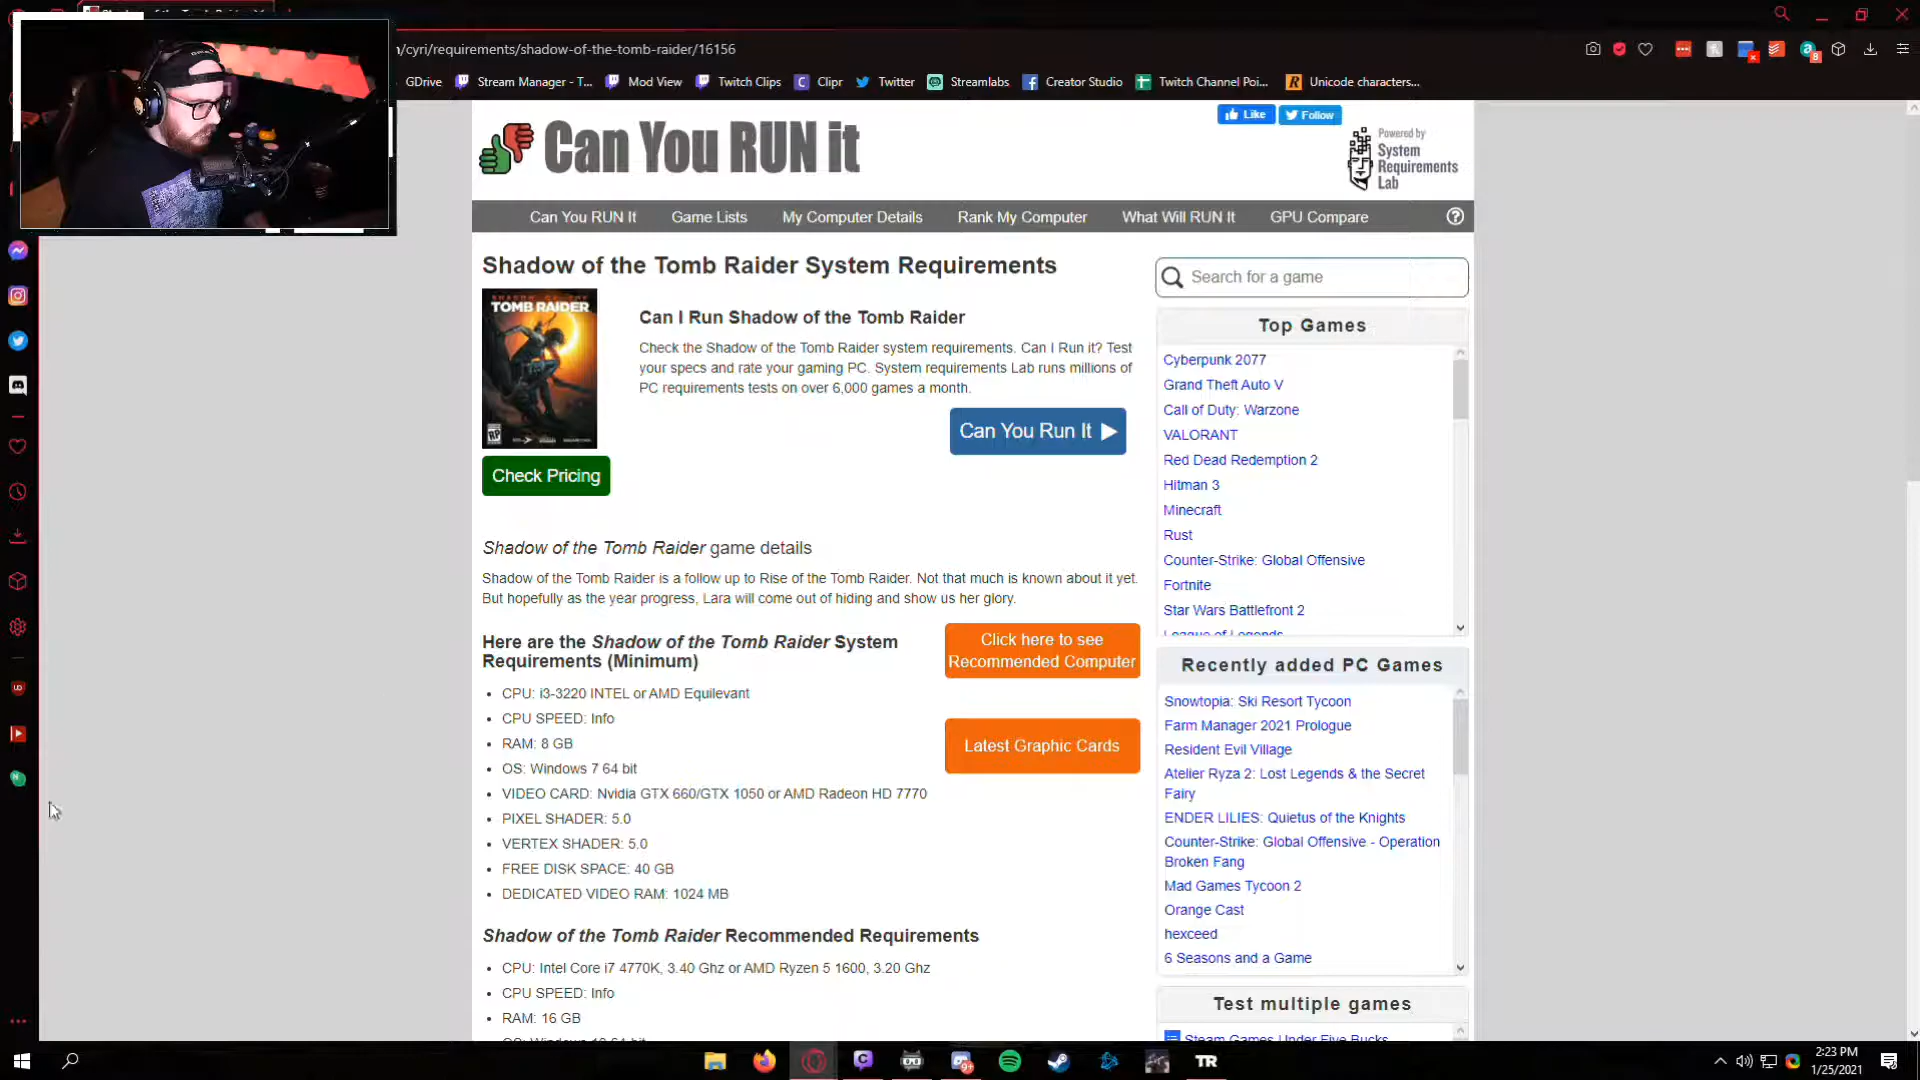 /cyri/requirements/shadow-of-the-tomb-raider/16156
GDrive
Stream Manager - T...
Mod View
Twitch Clips
Clipr
Twitter
Streamlabs
Creator Studio
Twitch Channel Poi...
Unicode characters...
Like
Follow
Can You RUN it
Powered by
System
Requirements
Lab
Can You RUN It
Game Lists
My Computer Details
Rank My Computer
What Will RUN It
GPU Compare
Shadow of the Tomb Raider System Requirements
Search for a game
TOMB RAIDER
RP
Can I Run Shadow of the Tomb Raider
Check the Shadow of the Tomb Raider system requirements. Can I Run it? Test
your specs and rate your gaming PC. System requirements Lab runs millions of
PC requirements tests on over 6,000 games a month.
Can You Run It
Check Pricing
Top Games
Cyberpunk 2077
Grand Theft Auto V
Call of Duty: Warzone
VALORANT
Red Dead Redemption 2
Hitman 3
Minecraft
Rust
Counter-Strike: Global Offensive
Fortnite
Star Wars Battlefront 2
League of Legends
Shadow of the Tomb Raider game details
Shadow of the Tomb Raider is a follow up to Rise of the Tomb Raider. Not that much is known about it yet.
But hopefully as the year progress, Lara will come out of hiding and show us her glory.
Here are the Shadow of the Tomb Raider System
Requirements (Minimum)
Click here to see
Recommended Computer
CPU: i3-3220 INTEL or AMD Equilevant
CPU SPEED: Info
RAM: 8 GB
OS: Windows 7 64 bit
VIDEO CARD: Nvidia GTX 660/GTX 1050 or AMD Radeon HD 7770
PIXEL SHADER: 5.0
VERTEX SHADER: 5.0
FREE DISK SPACE: 40 GB
DEDICATED VIDEO RAM: 1024 MB
Latest Graphic Cards
Recently added PC Games
Snowtopia: Ski Resort Tycoon
Farm Manager 2021 Prologue
Resident Evil Village
Atelier Ryza 2: Lost Legends & the Secret
Fairy
ENDER LILIES: Quietus of the Knights
Counter-Strike: Global Offensive - Operation
Broken Fang
Mad Games Tycoon 2
Orange Cast
hexceed
6 Seasons and a Game
Shadow of the Tomb Raider Recommended Requirements
CPU: Intel Core i7 4770K, 3.40 Ghz or AMD Ryzen 5 1600, 3.20 Ghz
CPU SPEED: Info
RAM: 16 GB
OS: Windows 10 64 bit
Test multiple games
Steam Games Under Five Bucks
TR
9+
2:23 PM
1/25/2021